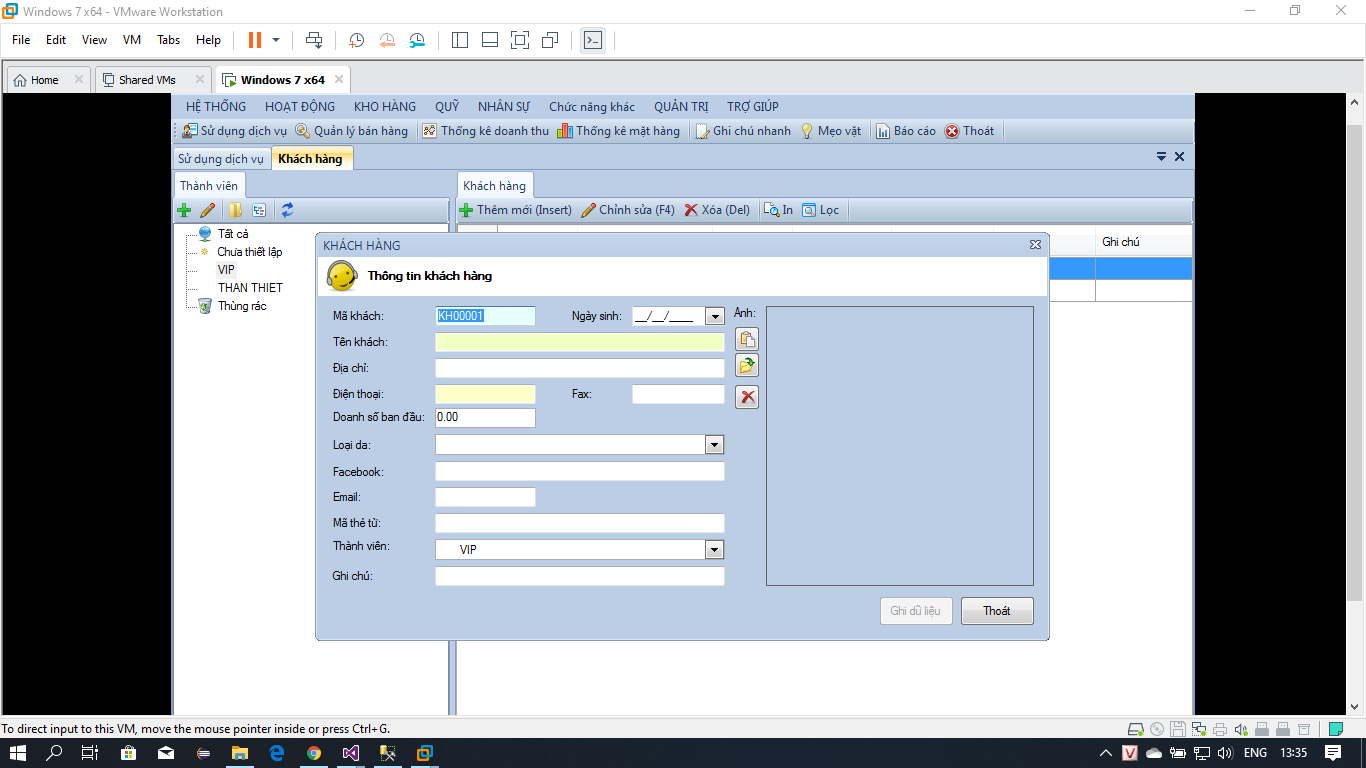 Windows 7 x64 - VMware Workstation
File Edit View VM Tabs Help
Home Shared VMs Windows 7 x64
HỆ THỐNG HOẠT ĐỘNG KHO HÀNG QUỸ NHÂN SỰ Chức năng khác QUẢN TRỊ TRỢ GIÚP
Sử dụng dịch vụ Quản lý bán hàng Thống kê doanh thu Thống kê mặt hàng Ghi chú nhanh Mẹo vặt Báo cáo Thoát
Sử dụng dịch vụ Khách hàng
Thành viên Khách hàng
Thêm mới (Insert) Chỉnh sửa (F4) Xóa (Del) In Lọc
Tất cả
Chưa thiết lập
VIP
THAN THIET
Thùng rác
Ghi chú
KHÁCH HÀNG
Thông tin khách hàng
Mã khách: KH00001 Ngày sinh: __/__/____ Ảnh:
Tên khách:
Địa chỉ:
Điện thoại: Fax:
Doanh số ban đầu: 0.00
Loại da:
Facebook:
Email:
Mã thẻ từ:
Thành viên: VIP
Ghi chú:
Ghi dữ liệu Thoát
To direct input to this VM, move the mouse pointer inside or press Ctrl+G.
ENG 13:35